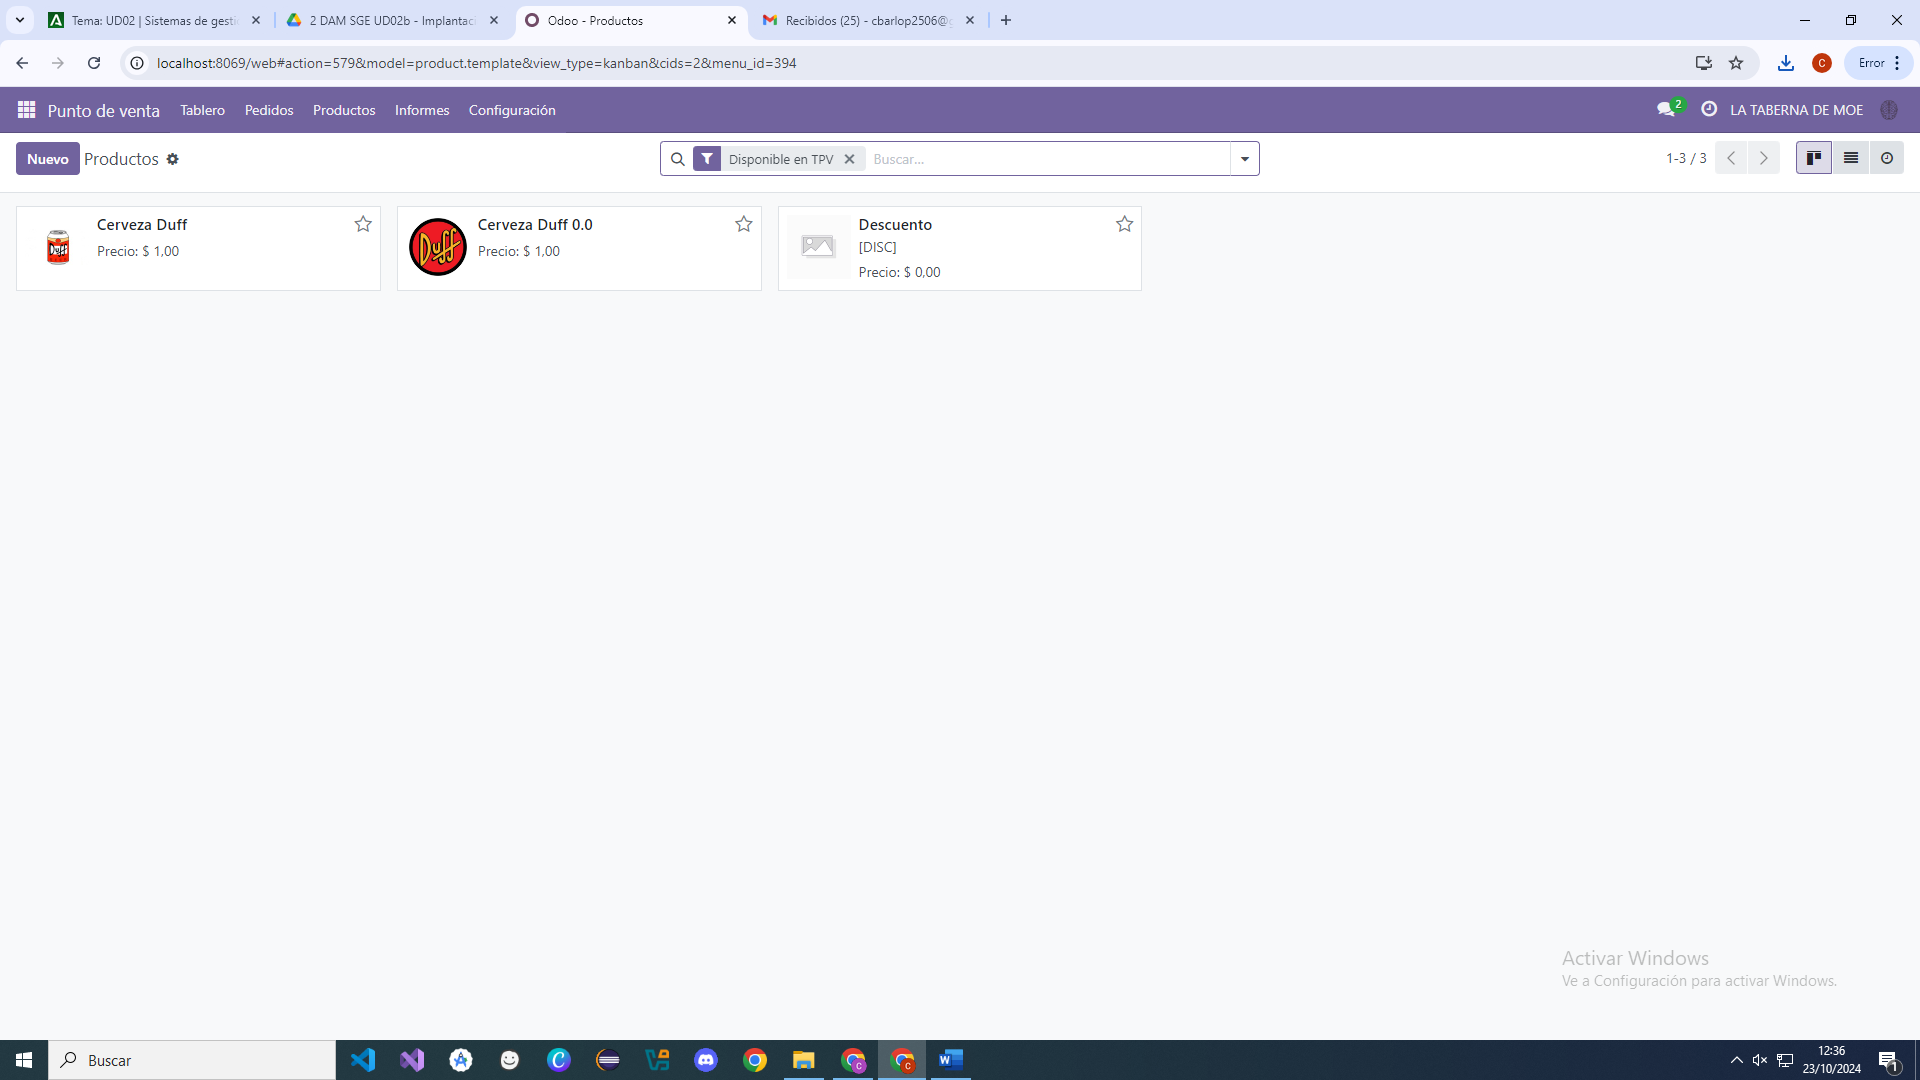 Tema: UD02 | Sistemas de gesti
2 DAM SGE UD02b - Implantaci
Odoo - Productos
Recibidos (25) - cbarlop2506@g
localhost:8069/web#action=579&model=product.template&view_type=kanban&cids=2&menu_id=394
C
Error
Punto de venta
Tablero
Pedidos
Productos
Informes
Configuración
2
LA TABERNA DE MOE
Nuevo
Productos
Disponible en TPV
Buscar...
1-3 / 3
Cerveza Duff
Precio: $ 1,00
Duff
Cerveza Duff 0.0
Precio: $ 1,00
Duff
Descuento
[DISC]
Precio: $ 0,00
Activar Windows
Ve a Configuración para activar Windows.
Buscar
12:36
23/10/2024
1